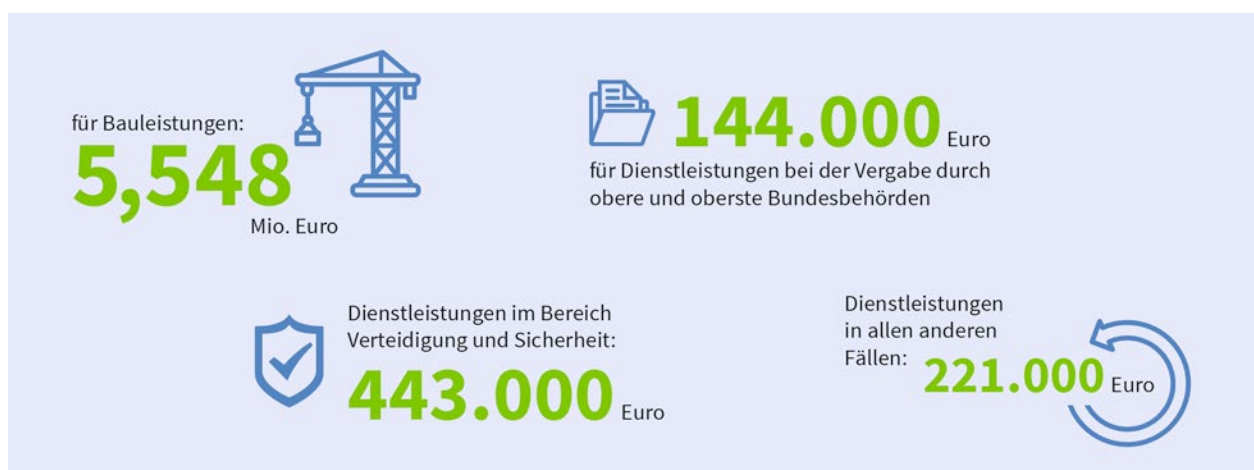 für Bauleistungen:
5,548
Mio. Euro
144.000 Euro
für Dienstleistungen bei der Vergabe durch
obere und oberste Bundesbehörden
Dienstleistungen im Bereich
Verteidigung und Sicherheit:
443.000 Euro
Dienstleistungen
in allen anderen
Fällen:
221.000 Euro